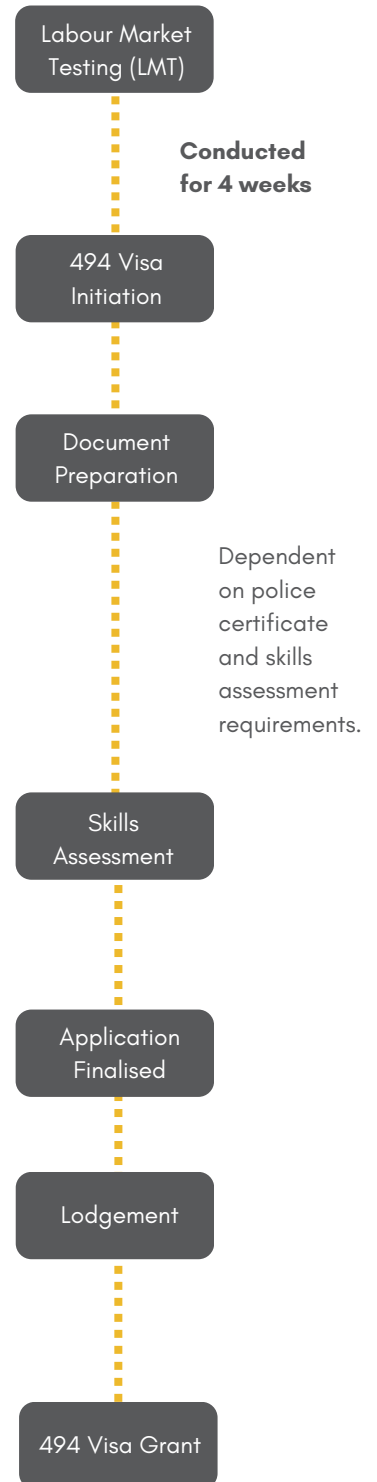 Labour Market
Testing (LMT)
Conducted
for 4 weeks
494 Visa
Initiation
Document
Preparation
Dependent
on police
certificate
and skills
assessment
requirements.
Skills
Assessment
Application
Finalised
Lodgement
494 Visa Grant